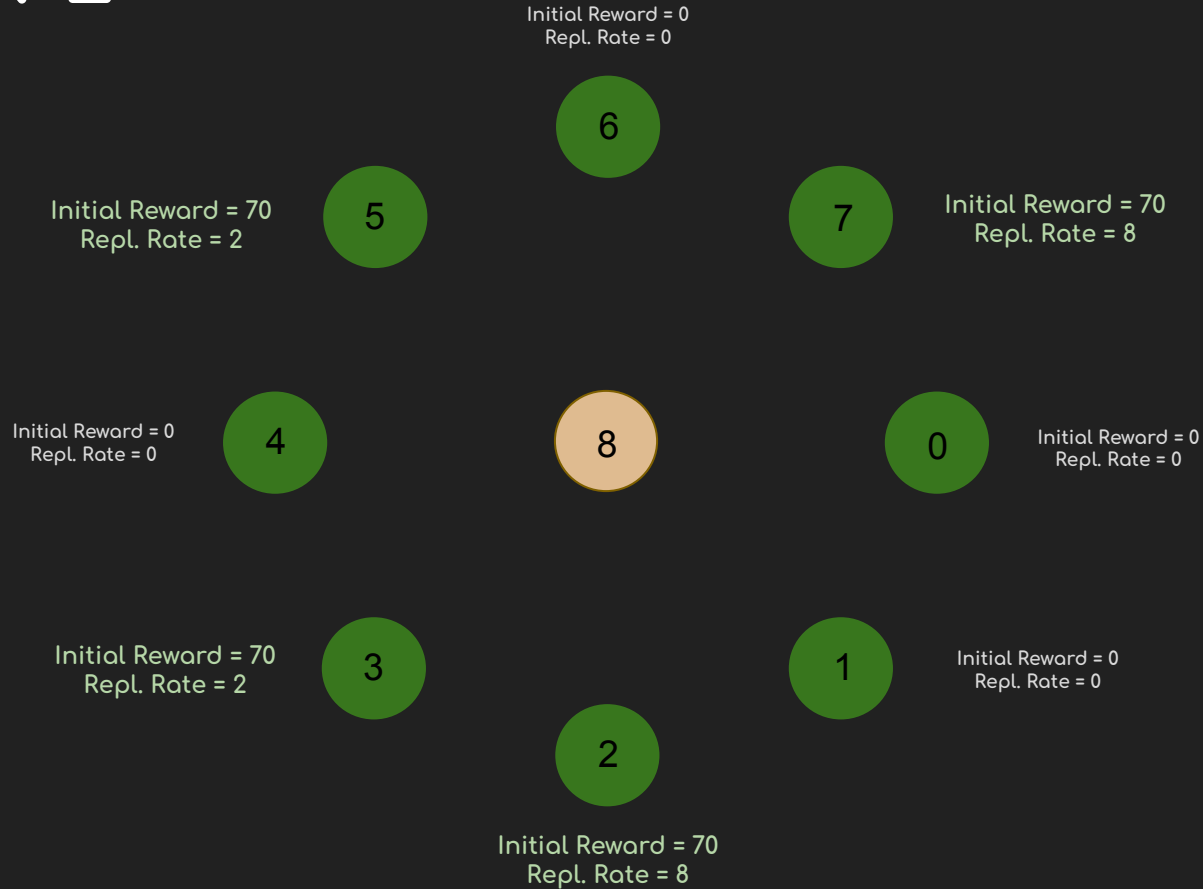 Initial Reward = 0
Repl. Rate = 0
6
Initial Reward = 70
Repl. Rate = 2
5
7
Initial Reward = 70
Repl. Rate = 8
Initial Reward = 0
Repl. Rate = 0
4
8
0
Initial Reward = 0
Repl. Rate = 0
Initial Reward = 70
Repl. Rate = 2
3
1
Initial Reward = 0
Repl. Rate = 0
2
Initial Reward = 70
Repl. Rate = 8